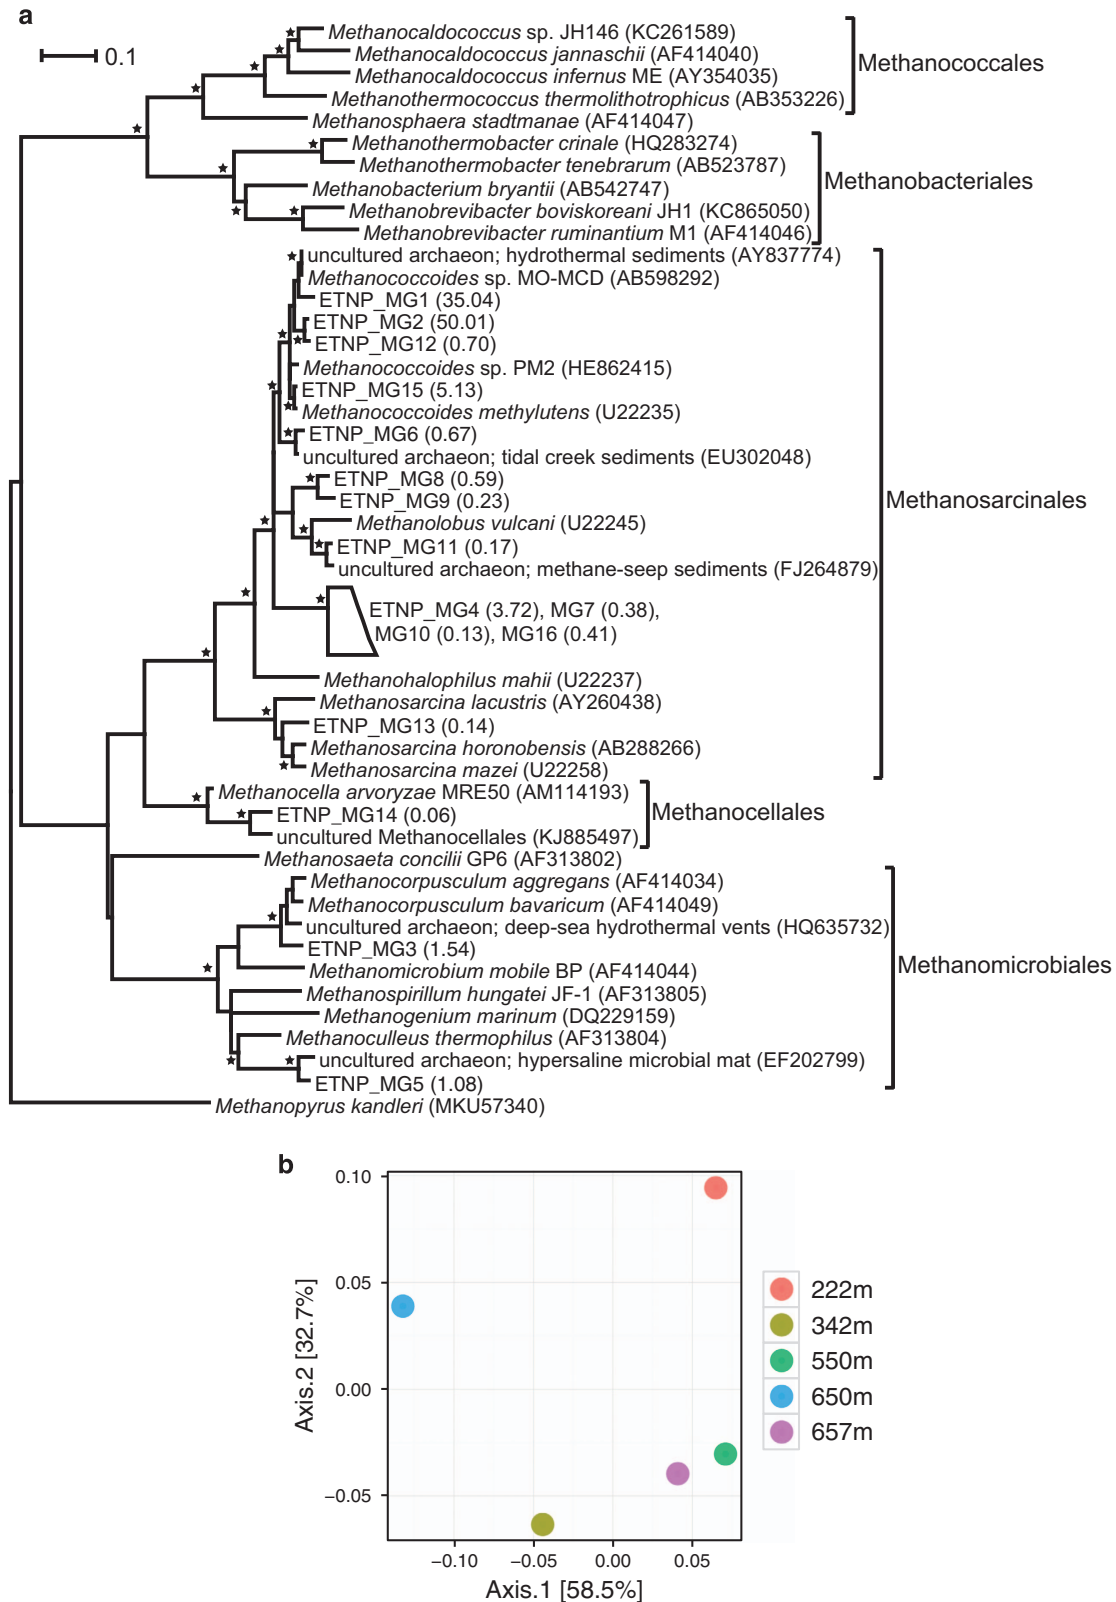 a
0.1
Methanocaldococcus sp. JH146 (KC261589)
Methanocaldococcus jannaschii (AF414040)
Methanocaldococcus infernus ME (AY354035)
Methanothermococcus thermolithotrophicus (AB353226)
Methanococcales
Methanosphaera stadtmanae (AF414047)
Methanothermobacter crinale (HQ283274)
Methanothermobacter tenebrarum (AB523787)
Methanobacterium bryantii (AB542747)
Methanobrevibacter boviskoreani JH1 (KC865050)
Methanobrevibacter ruminantium M1 (AF414046)
Methanobacteriales
uncultured archaeon; hydrothermal sediments (AY837774)
Methanococcoides sp. MO-MCD (AB598292)
ETNP_MG1 (35.04)
ETNP_MG2 (50.01)
ETNP_MG12 (0.70)
Methanococcoides sp. PM2 (HE862415)
ETNP_MG15 (5.13)
Methanococcoides methylutens (U22235)
ETNP_MG6 (0.67)
uncultured archaeon; tidal creek sediments (EU302048)
ETNP_MG8 (0.59)
ETNP_MG9 (0.23)
Methanolobus vulcani (U22245)
ETNP_MG11 (0.17)
uncultured archaeon; methane-seep sediments (FJ264879)
ETNP_MG4 (3.72), MG7 (0.38),
MG10 (0.13), MG16 (0.41)
Methanohalophilus mahii (U22237)
Methanosarcina lacustris (AY260438)
ETNP_MG13 (0.14)
Methanosarcina horonobensis (AB288266)
Methanosarcina mazei (U22258)
Methanosarcinales
Methanocella arvoryzae MRE50 (AM114193)
ETNP_MG14 (0.06)
uncultured Methanocellales (KJ885497)
Methanocellales
Methanosaeta concilii GP6 (AF313802)
Methanocorpusculum aggregans (AF414034)
Methanocorpusculum bavaricum (AF414049)
uncultured archaeon; deep-sea hydrothermal vents (HQ635732)
ETNP_MG3 (1.54)
Methanomicrobium mobile BP (AF414044)
Methanospirillum hungatei JF-1 (AF313805)
Methanogenium marinum (DQ229159)
Methanoculleus thermophilus (AF313804)
uncultured archaeon; hypersaline microbial mat (EF202799)
ETNP_MG5 (1.08)
Methanomicrobiales
Methanopyrus kandleri (MKU57340)
b
0.10
0.05
0.00
−0.05
Axis.2 [32.7%]
−0.10
−0.05
0.00
0.05
Axis.1 [58.5%]
222m
342m
550m
650m
657m